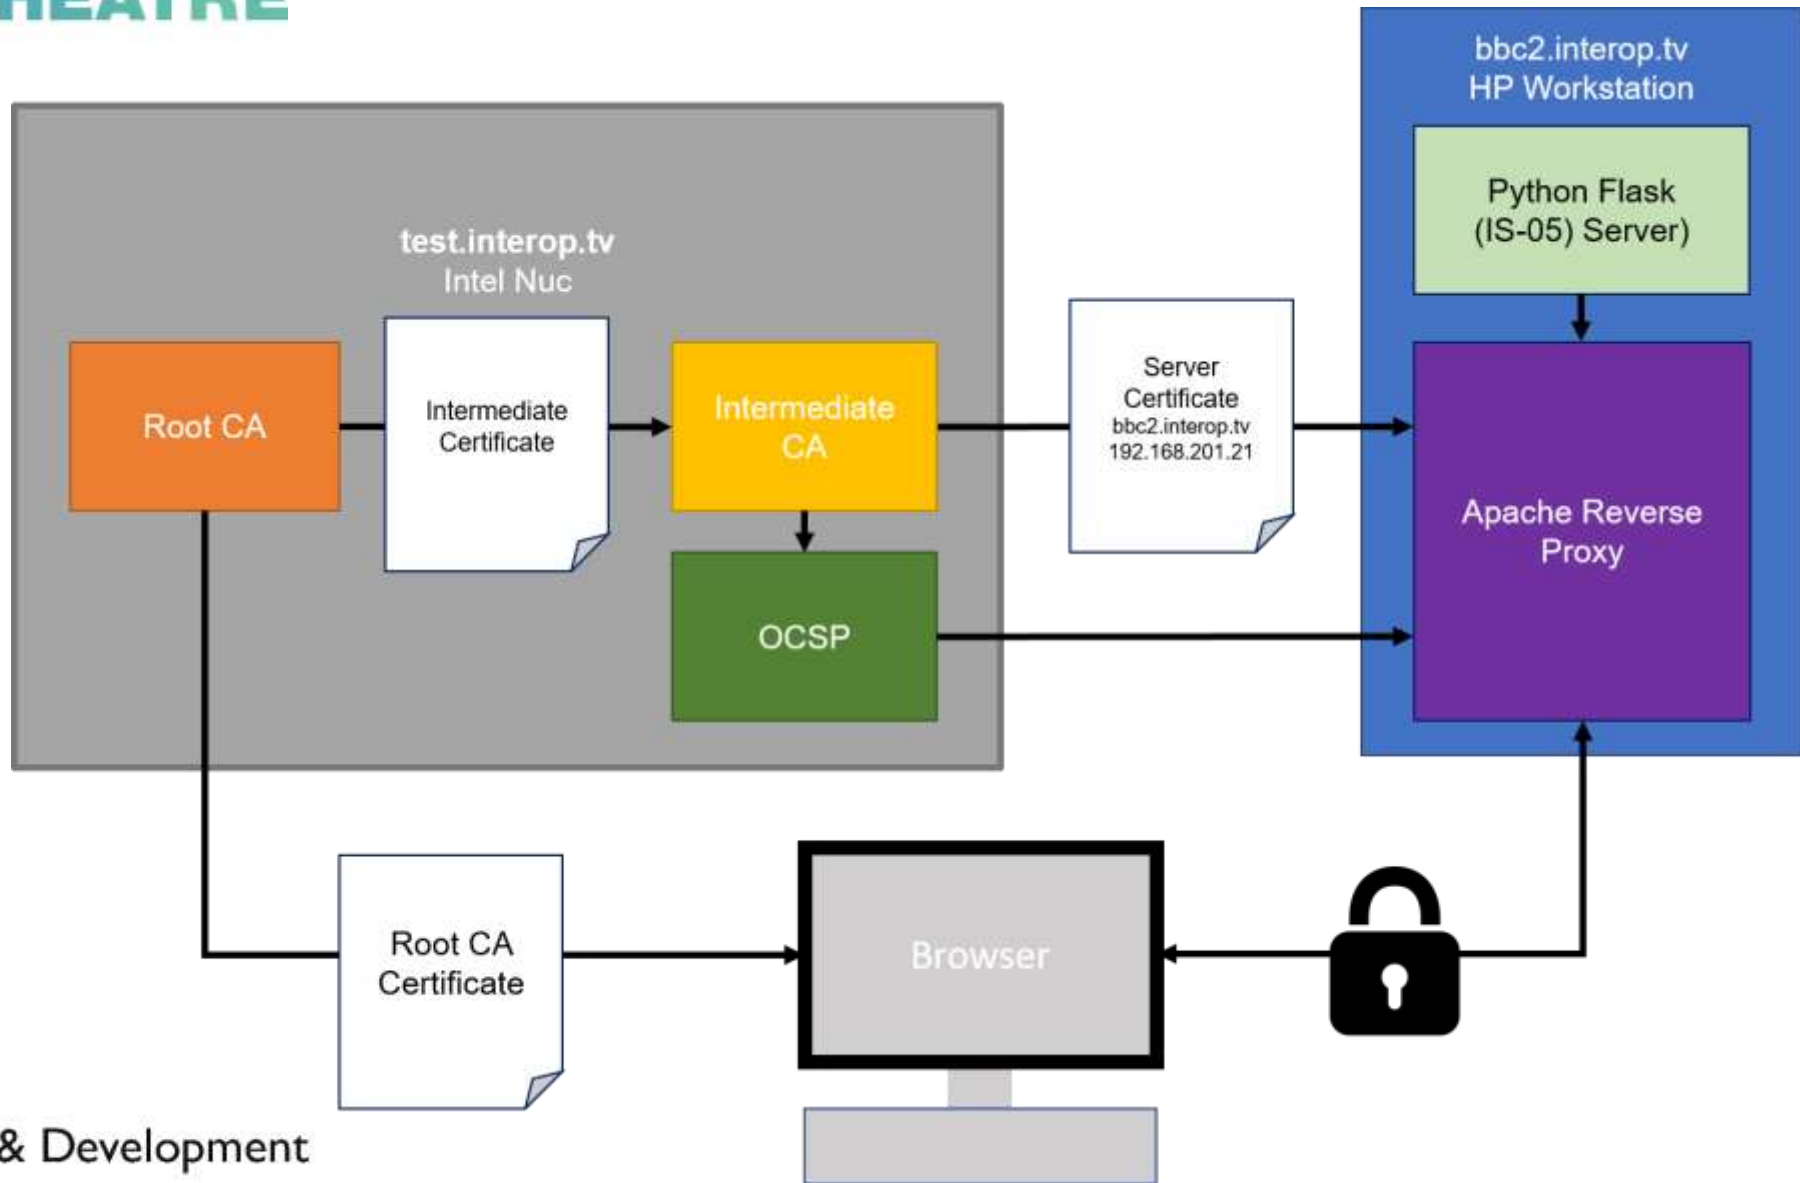 bbc2.interop.tv
HP Workstation
Python Flask
(IS-05) Server)
test.interop.tv
Intel Nuc
Root CA
Intermediate
Certificate
Intermediate
CA
Server
Certificate
bbc2.interop.tv
192.168.201.21
Apache Reverse
Proxy
OCSP
Root CA
Certificate
Browser
& Development